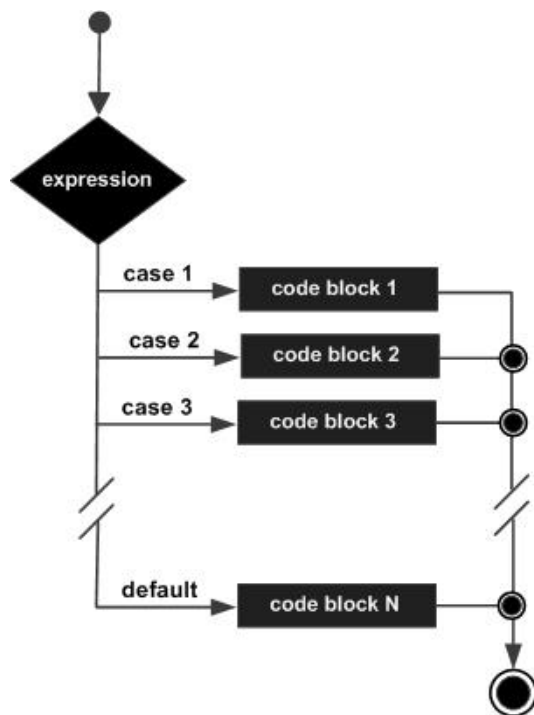 expression
case 1
code block 1
case 2
code block 2
case 3
code block 3
default
code block N